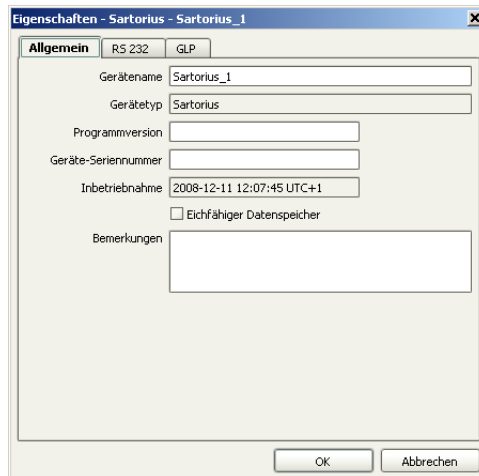 Eigenschaften - Sartorius - Sartorius_1
Allgemein RS 232 GLP
Gerätename Sartorius_1
Gerätetyp Sartorius
Programmversion
Geräte-Seriennummer
Inbetriebnahme 2008-12-11 12:07:45 UTC+1
Eichfähiger Datenspeicher
Bemerkungen
OK Abbrechen